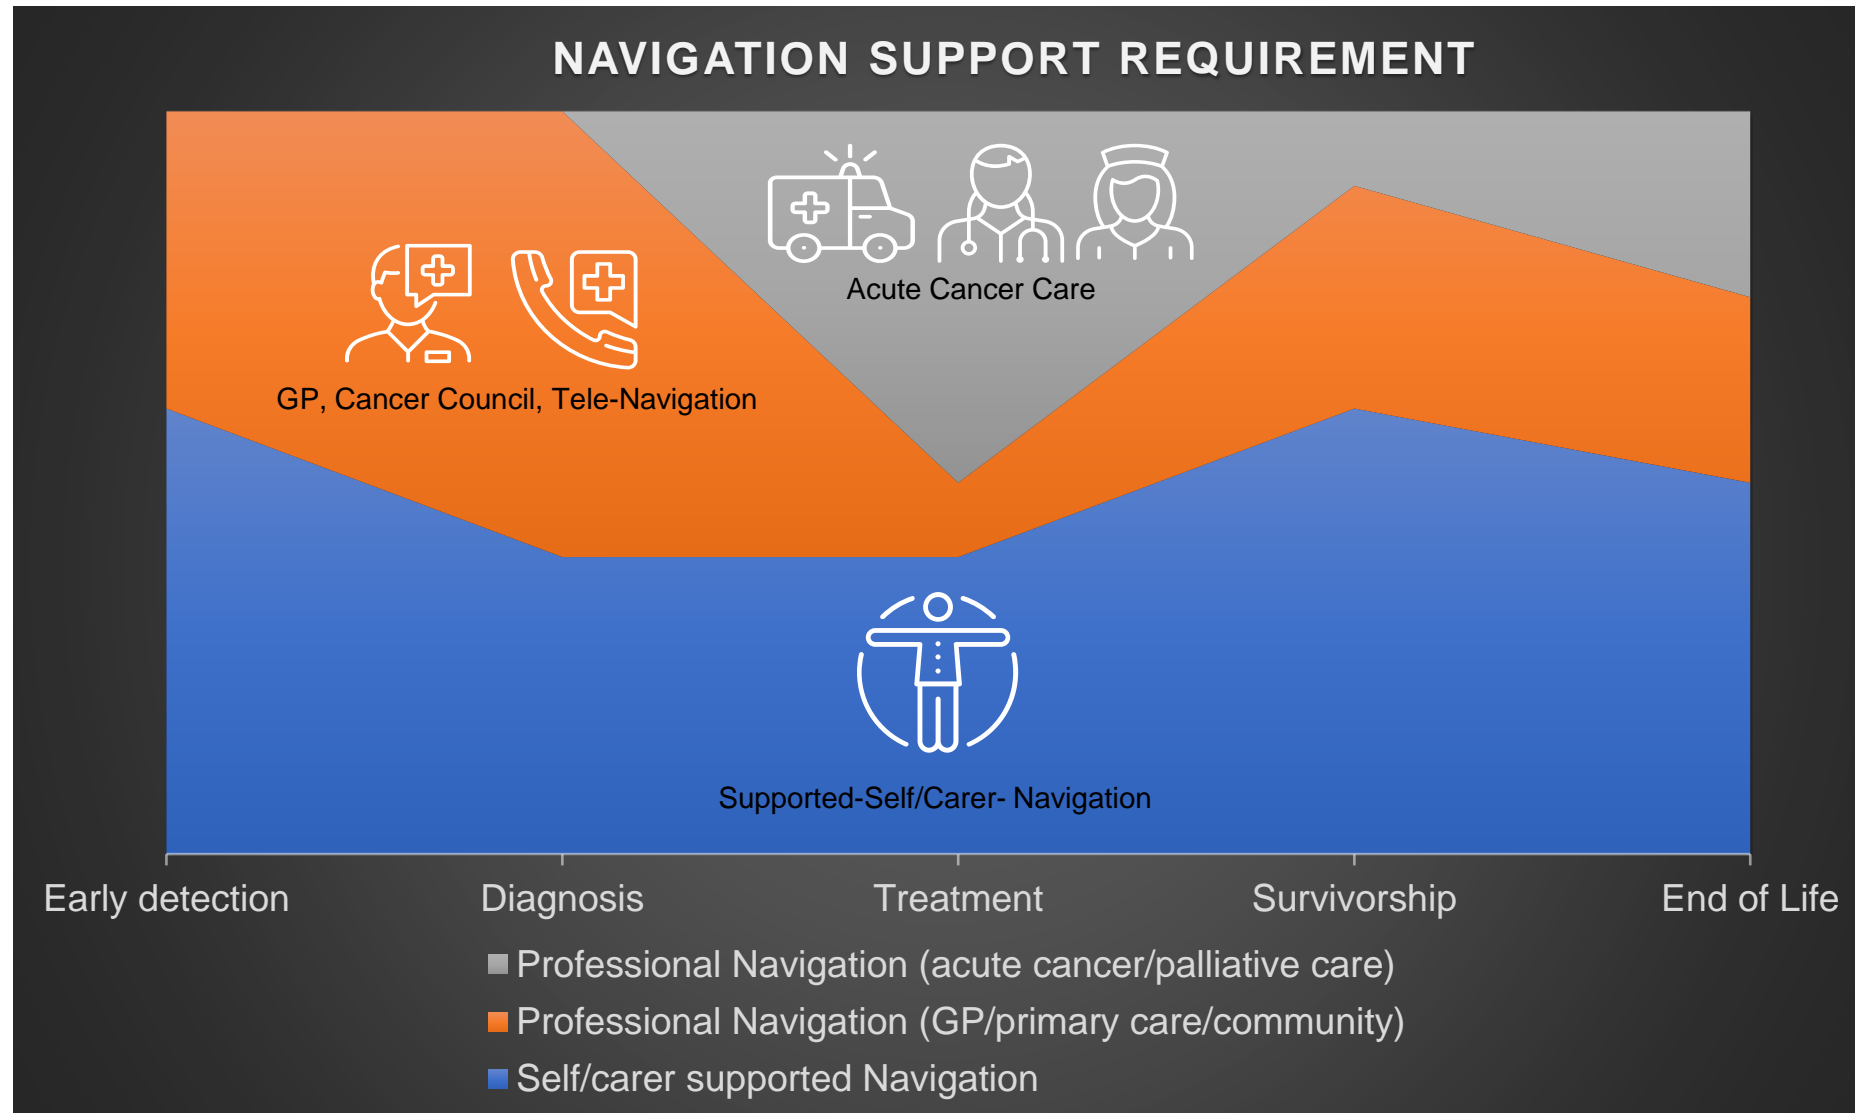 NAVIGATION SUPPORT REQUIREMENT
Acute Cancer Care
GP, Cancer Council, Tele-Navigation
Supported-Self/Carer- Navigation
Early detection
Diagnosis
Treatment
Survivorship
End of Life
Professional Navigation (acute cancer/palliative care)
Professional Navigation (GP/primary care/community)
Self/carer supported Navigation